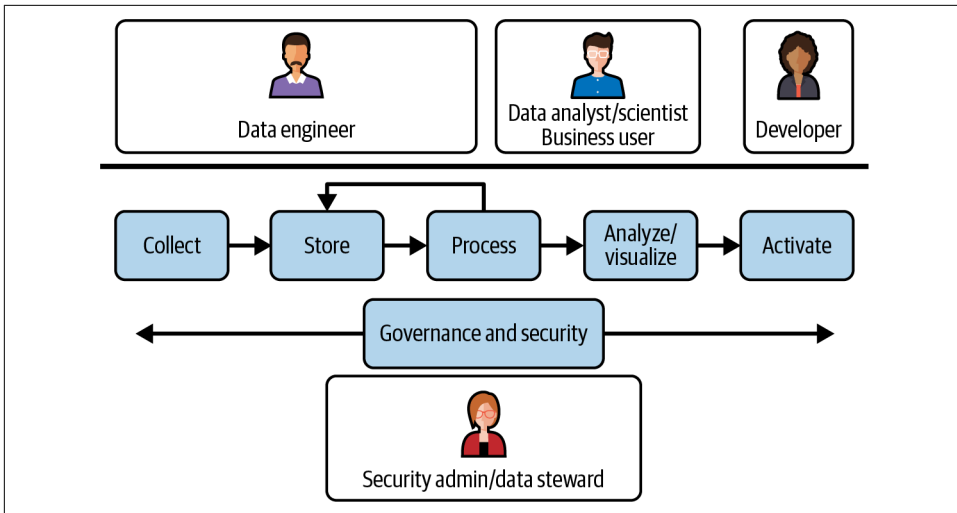 Data engineer
Data analyst/scientist
Business user
Developer
Collect
Store
Process
Analyze/
visualize
Activate
Governance and security
Security admin/data steward